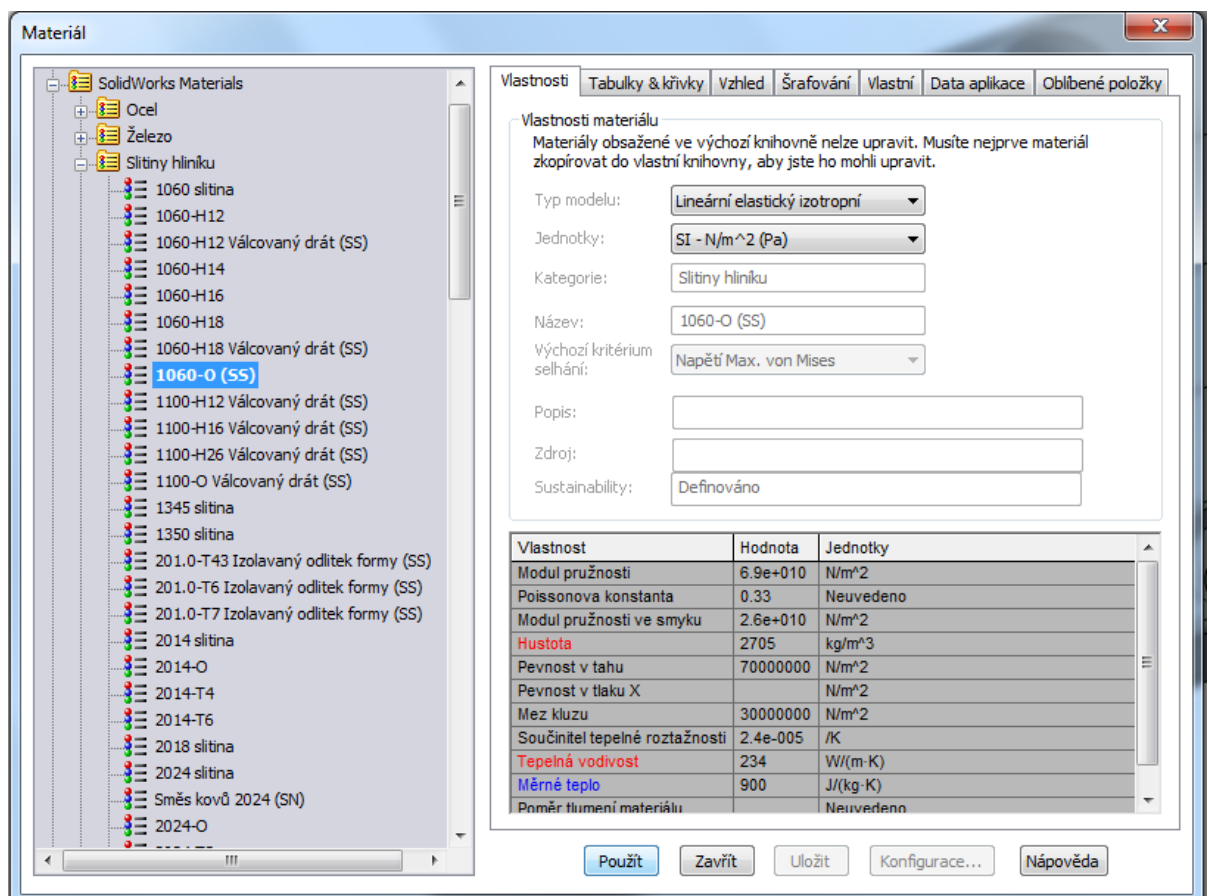 Materiál
SolidWorks Materials
Ocel
Železo
Slitiny hliníku
1060 slitina
1060-H12
1060-H12 Válcovaný drát (SS)
1060-H14
1060-H16
1060-H18
1060-H18 Válcovaný drát (SS)
1060-O (SS)
1100-H12 Válcovaný drát (SS)
1100-H16 Válcovaný drát (SS)
1100-H26 Válcovaný drát (SS)
1100-O Válcovaný drát (SS)
1345 slitina
1350 slitina
201.0-T43 Izolavaný odlitek formy (SS)
201.0-T6 Izolavaný odlitek formy (SS)
201.0-T7 Izolavaný odlitek formy (SS)
2014 slitina
2014-O
2014-T4
2014-T6
2018 slitina
2024 slitina
Směs kovů 2024 (SN)
2024-O
Vlastnosti Tabulky & křivky Vzhled Šrafování Vlastní Data aplikace Oblíbené položky
Vlastnosti materiálu
Materiály obsažené ve výchozí knihovně nelze upravit. Musíte nejprve materiál
zkopírovat do vlastní knihovny, aby jste ho mohli upravit.
Typ modelu: Lineární elastický izotropní
Jednotky: SI - N/m^2 (Pa)
Kategorie: Slitiny hliníku
Název: 1060-O (SS)
Výchozí kritérium
selhání: Napětí Max. von Mises
Popis:
Zdroj:
Sustainability: Definováno
Vlastnost Hodnota Jednotky
Modul pružnosti 6.9e+010 N/m^2
Poissonova konstanta 0.33 Neuvedeno
Modul pružnosti ve smyku 2.6e+010 N/m^2
Hustota 2705 kg/m^3
Pevnost v tahu 70000000 N/m^2
Pevnost v tlaku X N/m^2
Mez kluzu 30000000 N/m^2
Součinitel tepelné roztažnosti 2.4e-005 /K
Tepelná vodivost 234 W/(m·K)
Měrné teplo 900 J/(kg·K)
Poměr tlumení materiálu Neuvedeno
Použít Zavřít Uložit Konfigurace... Nápověda